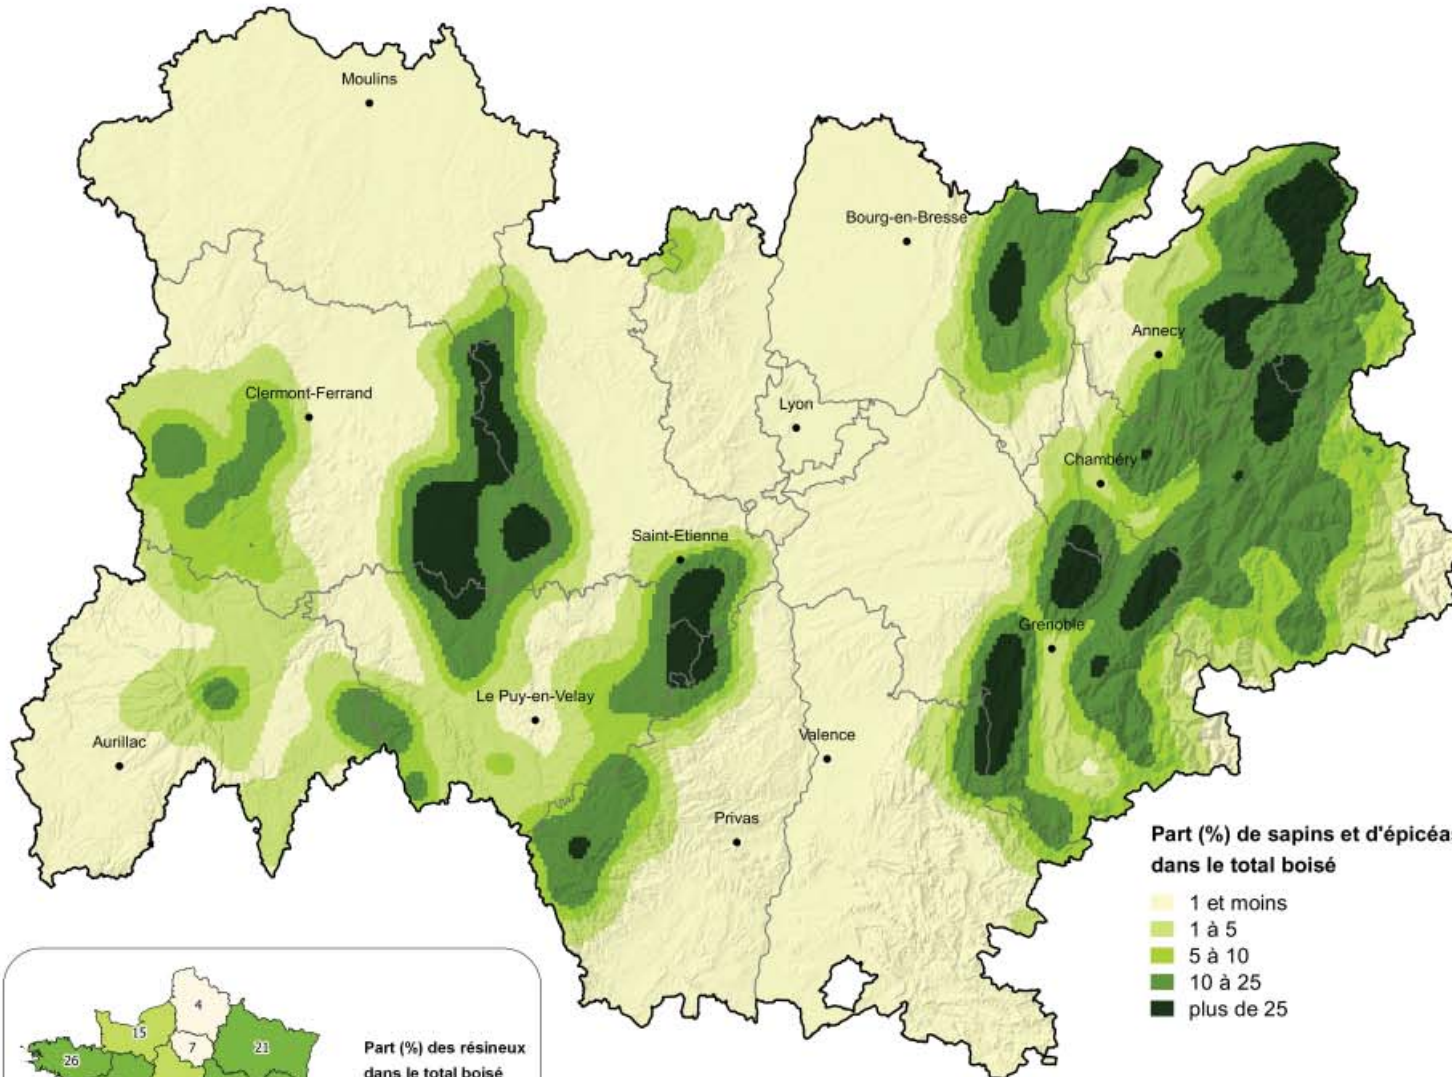 Moulins
Bourg-en-Bresse
Annecy
Clermont-Ferrand
Lyon
Chambéry
Saint-Etienne
Grenoble
Le Puy-en-Velay
Aurillac
Valence
Privas
Part (%) de sapins et d'épicéa
dans le total boisé
1 et moins
1 à 5
5 à 10
10 à 25
plus de 25
4
15
7
21
26
Part (%) des résineux
dans le total boisé